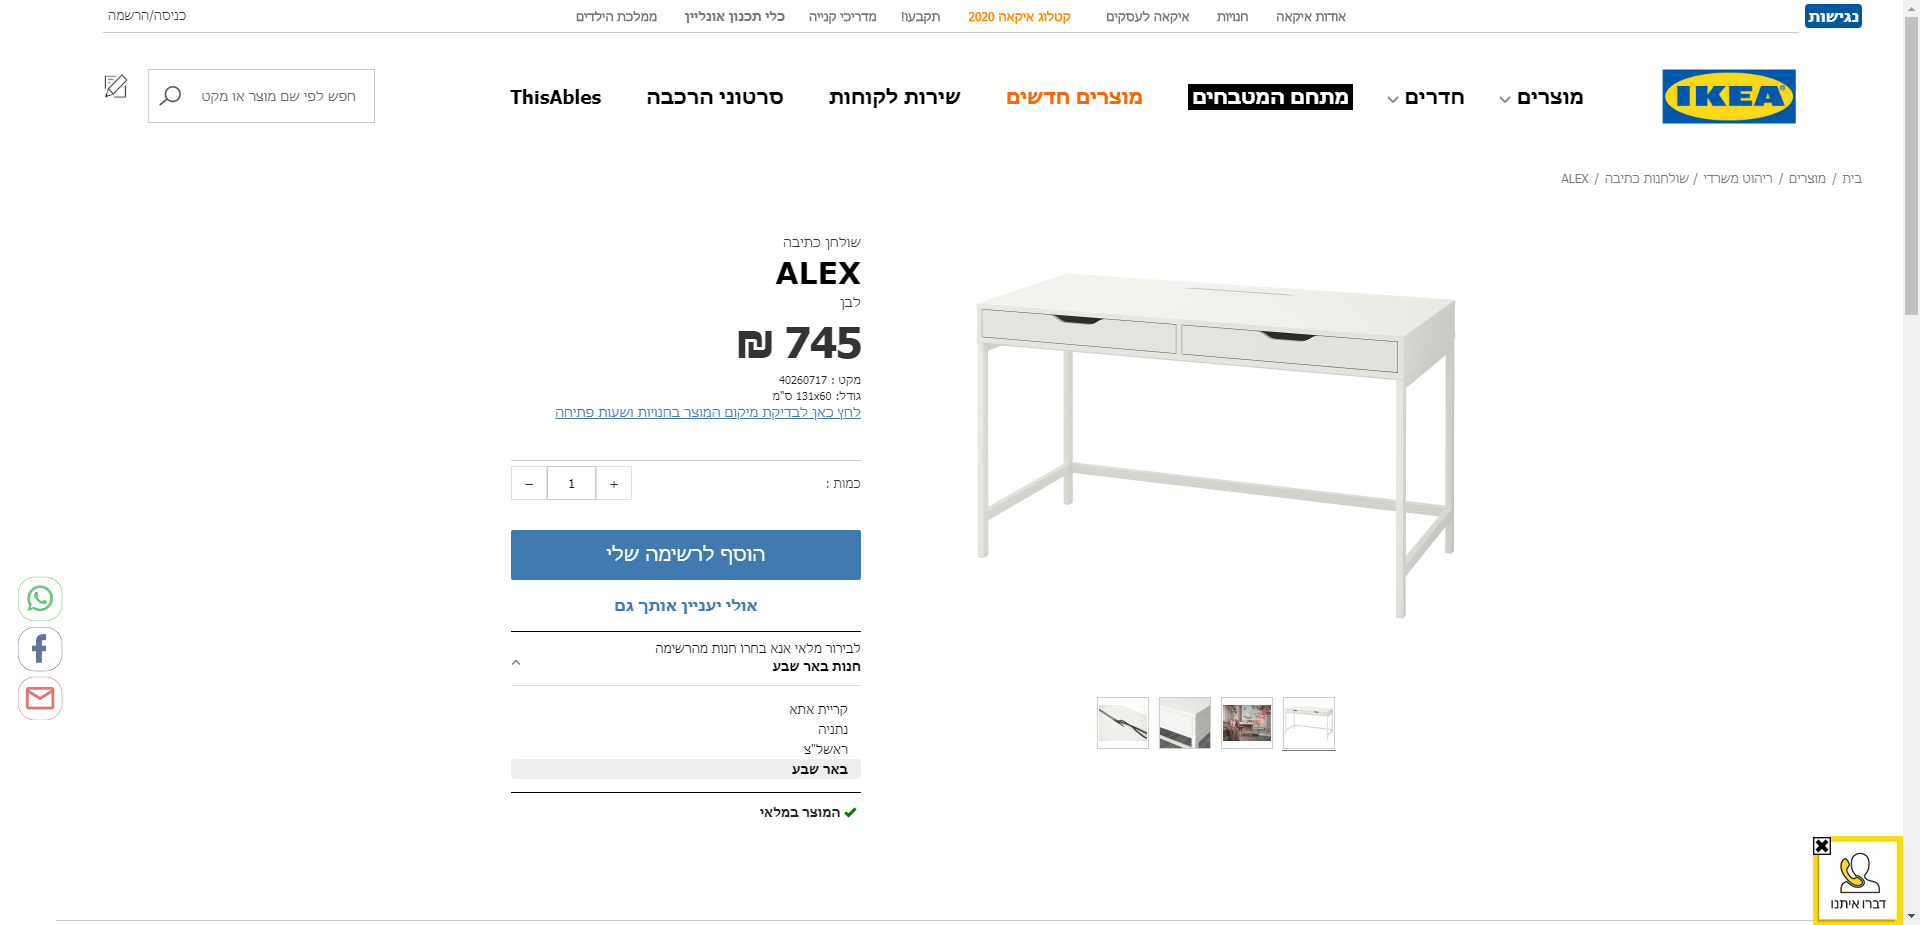 נגישות
אודות איקאה
חנויות
איקאה לעסקים
קטלוג איקאה 2020
תקבעו!
מדריכי קנייה
כלי תכנון אונליין
ממלכת הילדים
כניסה/הרשמה
IKEA
מוצרים
חדרים
מתחם המטבחים
מוצרים חדשים
שירות לקוחות
סרטוני הרכבה
ThisAbles
חפש לפי שם מוצר או מקט
בית / מוצרים / ריהוט משרדי / שולחנות כתיבה / ALEX
שולחן כתיבה
ALEX
לבן
745 ₪
מקט : 40260717
גודל: 131x60 ס"מ
לחץ כאן לבדיקת מיקום המוצר בחנויות ושעות פתיחה
כמות :
+ 1 −
הוסף לרשימה שלי
אולי יעניין אותך גם
לבירור מלאי אנא בחרו חנות מהרשימה
חנות באר שבע
קריית אתא
נתניה
ראשל"צ
באר שבע
המוצר במלאי
דברו איתנו